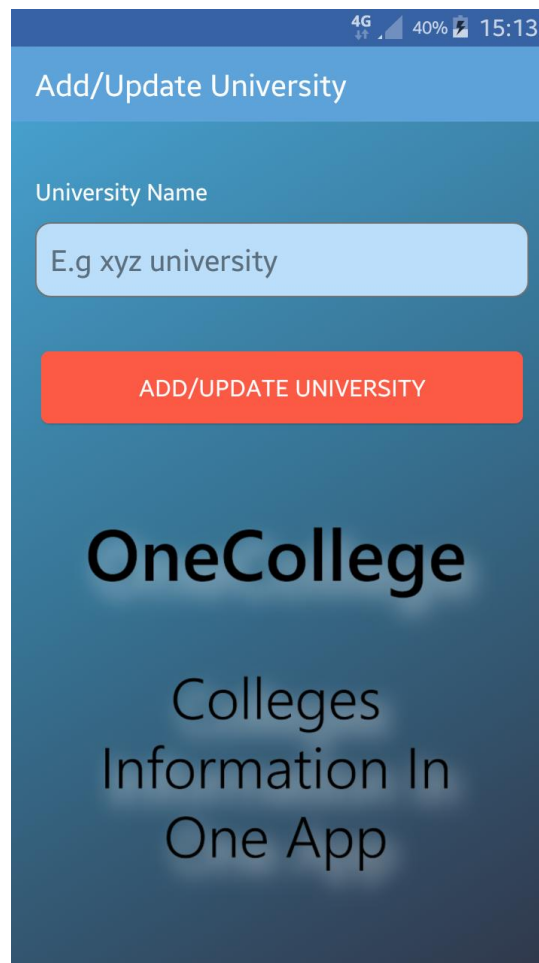 4G 40% 15:13
Add/Update University
University Name
E.g xyz university
ADD/UPDATE UNIVERSITY
OneCollege
Colleges
Information In
One App